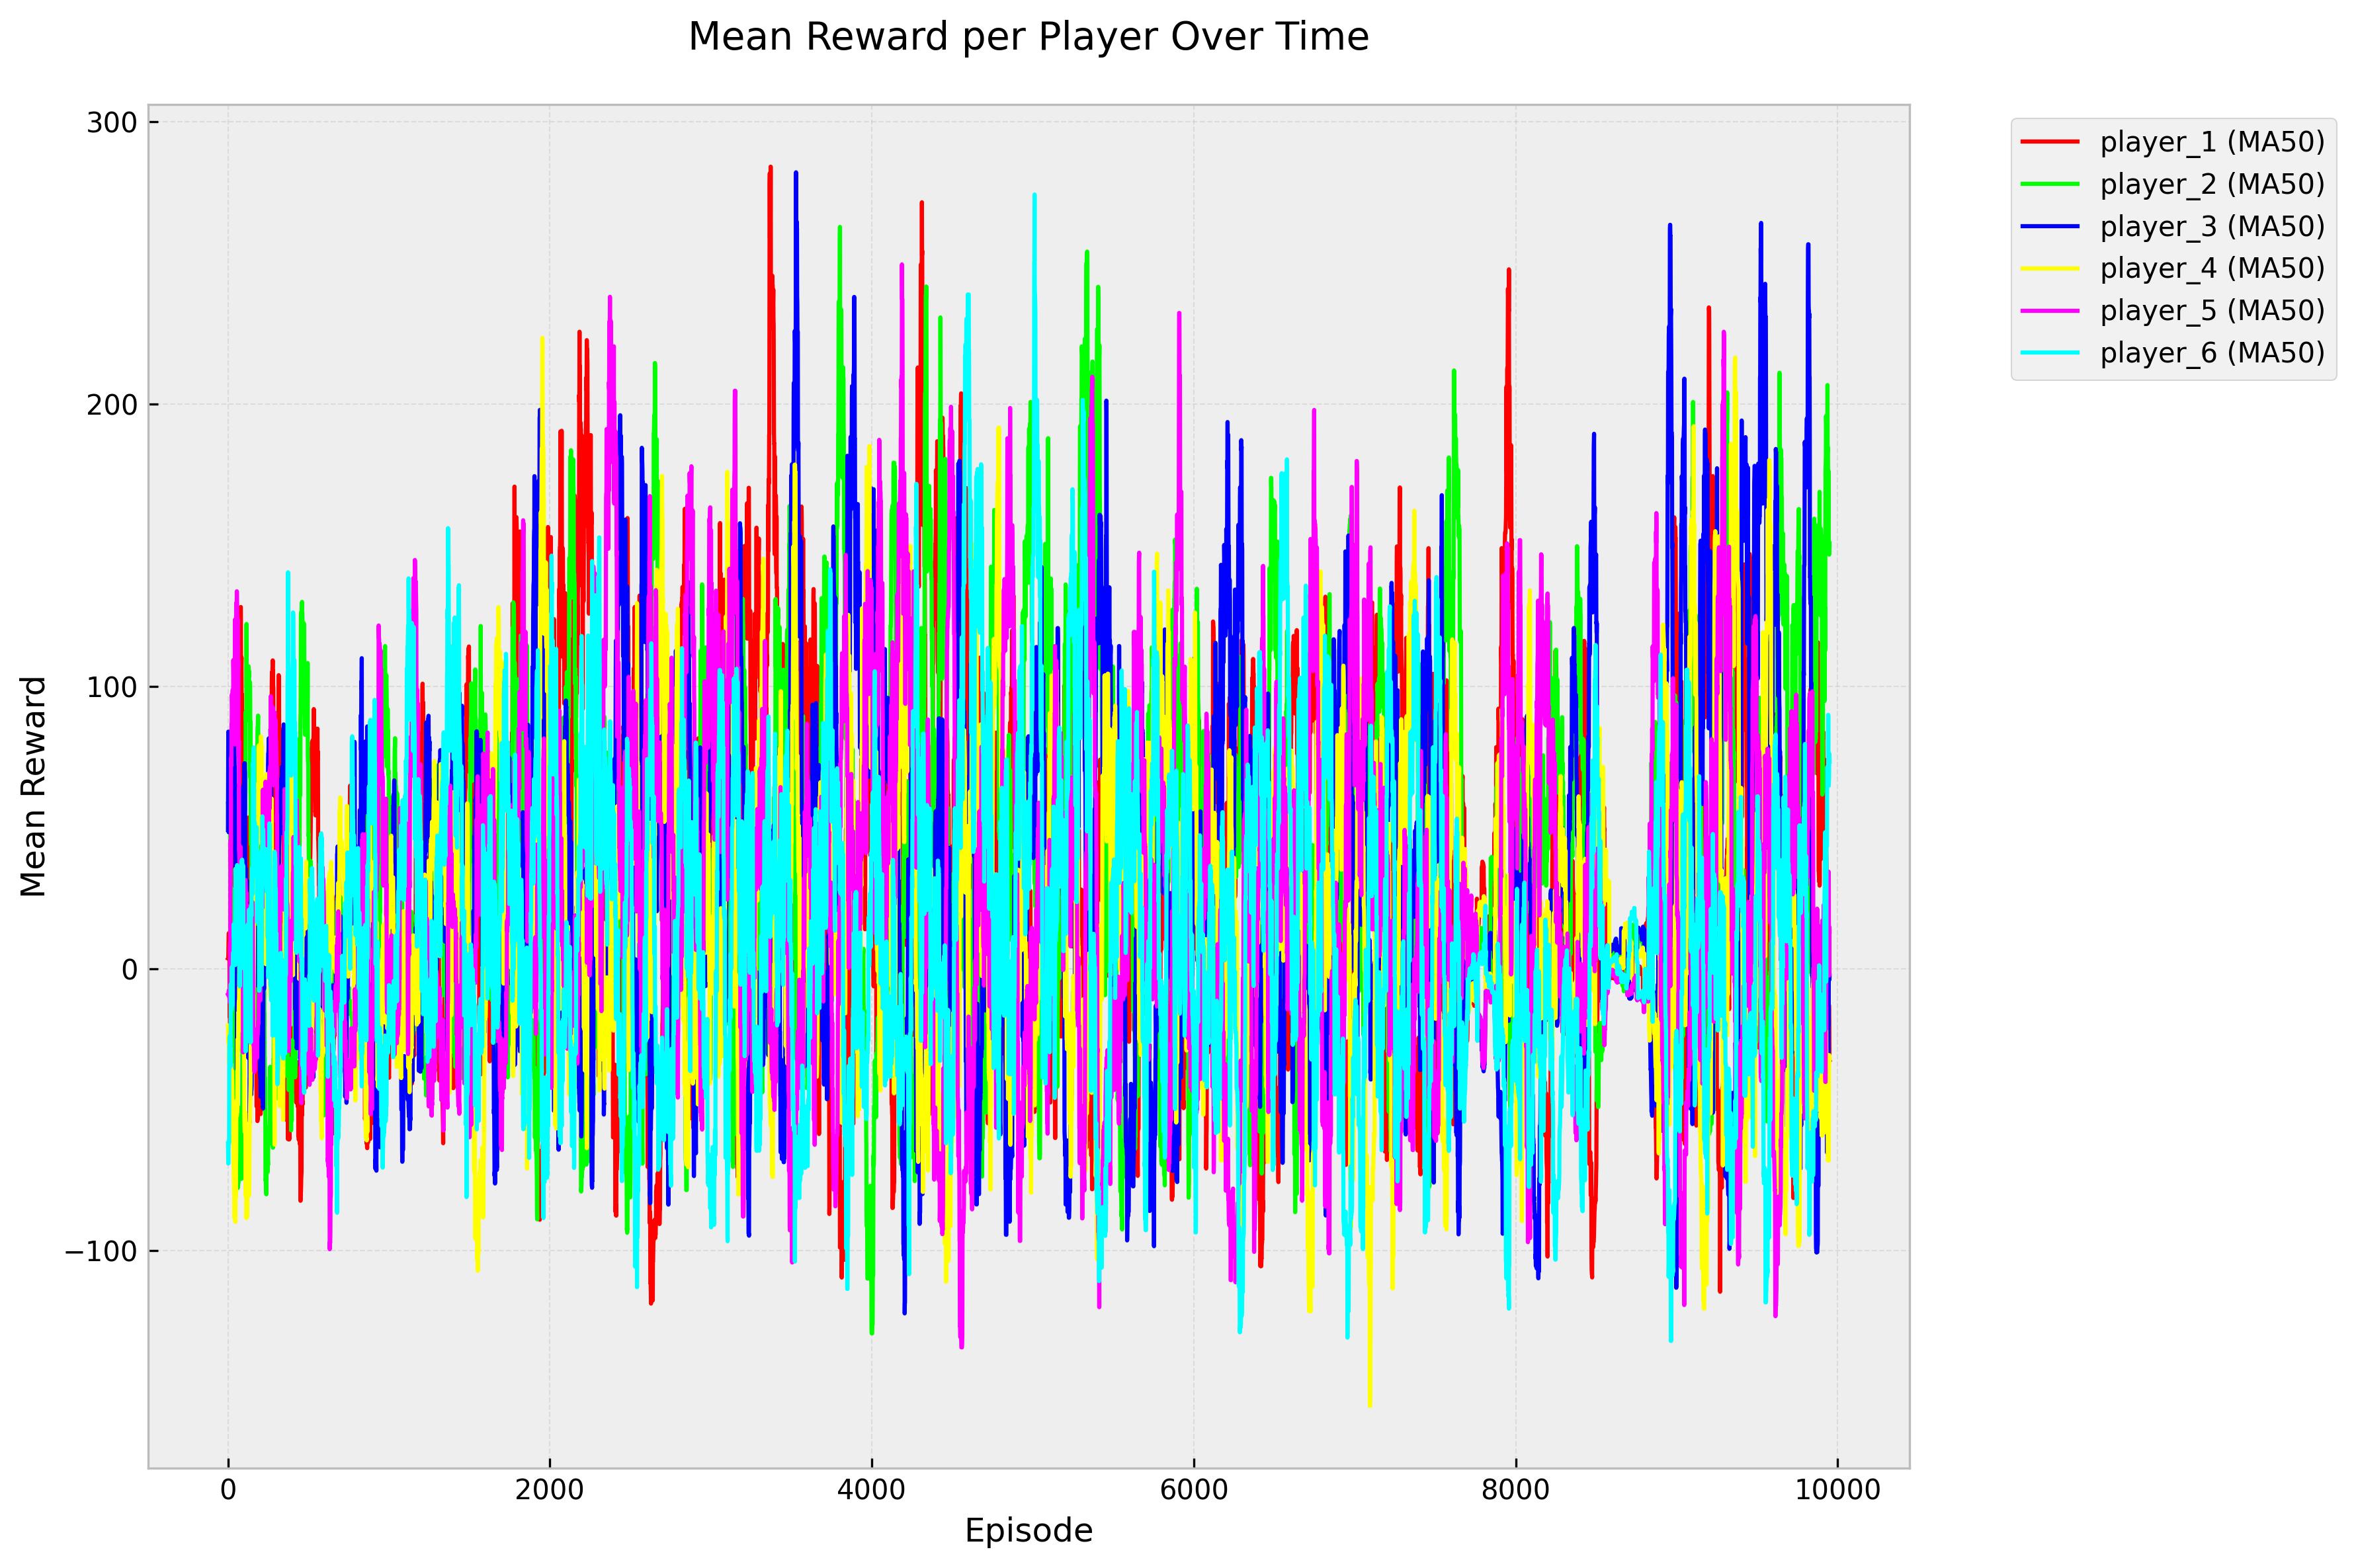 Mean Reward per Player Over Time
300
200
100
0
−100
Mean Reward
0
2000
4000
6000
8000
10000
Episode
player_1 (MA50)
player_2 (MA50)
player_3 (MA50)
player_4 (MA50)
player_5 (MA50)
player_6 (MA50)